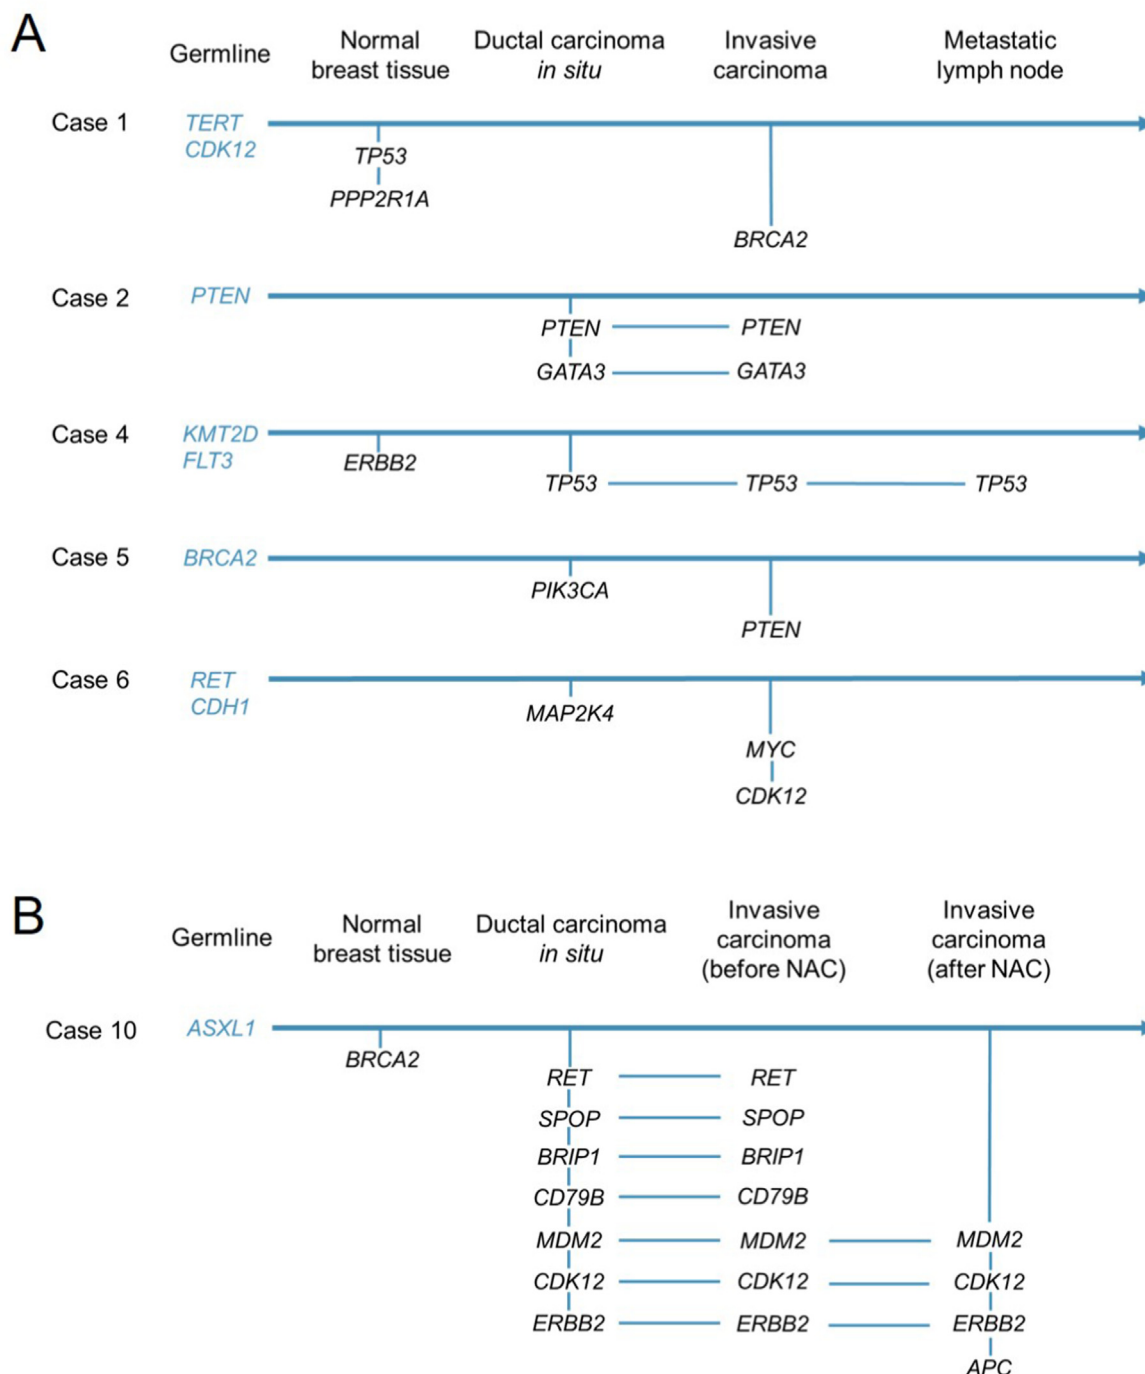 A
Germline
Normal
breast tissue
Ductal carcinoma
in situ
Invasive
carcinoma
Metastatic
lymph node
Case 1
TERT
CDK12
TP53
PPP2R1A
BRCA2
Case 2
PTEN
PTEN
PTEN
GATA3
GATA3
Case 4
KMT2D
FLT3
ERBB2
TP53
TP53
TP53
Case 5
BRCA2
PIK3CA
PTEN
Case 6
RET
CDH1
MAP2K4
MYC
CDK12
B
Germline
Normal
breast tissue
Ductal carcinoma
in situ
Invasive
carcinoma
(before NAC)
Invasive
carcinoma
(after NAC)
Case 10
ASXL1
BRCA2
RET
RET
SPOP
SPOP
BRIP1
BRIP1
CD79B
CD79B
MDM2
MDM2
MDM2
CDK12
CDK12
CDK12
ERBB2
ERBB2
ERBB2
APC